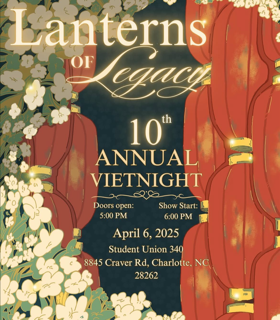 Lanterns
OF Legacy
10th
ANNUAL
VIETNIGHT
Doors open:
5:00 PM
Show Start:
6:00 PM
April 6, 2025
Student Union 340
8845 Craver Rd, Charlotte, NC
28262